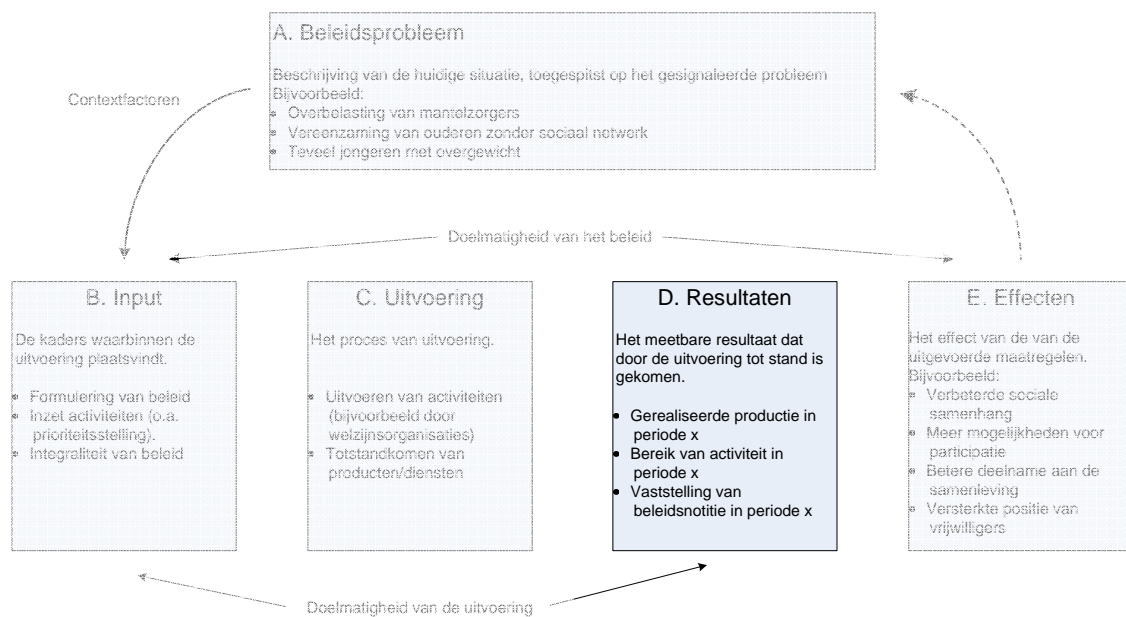 A. Beleidsprobleem
Beschrijving van de huidige situatie, toegespitst op het gesignaleerde probleem
Bijvoorbeeld:
• Overbelasting van mantelzorgers
• Vereenzaming van ouderen zonder sociaal netwerk
• Teveel jongeren met overgewicht
Contextfactoren
Doelmatigheid van het beleid
B. Input
De kaders waarbinnen de
uitvoering plaatsvindt.
• Formulering van beleid
• Inzet activiteiten (o.a.
prioriteitsstelling).
• Integraliteit van beleid
C. Uitvoering
Het proces van uitvoering.
• Uitvoeren van activiteiten
(bijvoorbeeld door
welzijnsorganisaties)
• Totstandkomen van
producten/diensten
D. Resultaten
Het meetbare resultaat dat
door de uitvoering tot stand is
gekomen.
• Gerealiseerde productie in
periode x
• Bereik van activiteit in
periode x
• Vaststelling van
beleidsnotitie in periode x
E. Effecten
Het effect van de van de
uitgevoerde maatregelen.
Bijvoorbeeld:
• Verbeterde sociale
samenhang
• Meer mogelijkheden voor
participatie
• Betere deelname aan de
samenleving
• Versterkte positie van
vrijwilligers
Doelmatigheid van de uitvoering